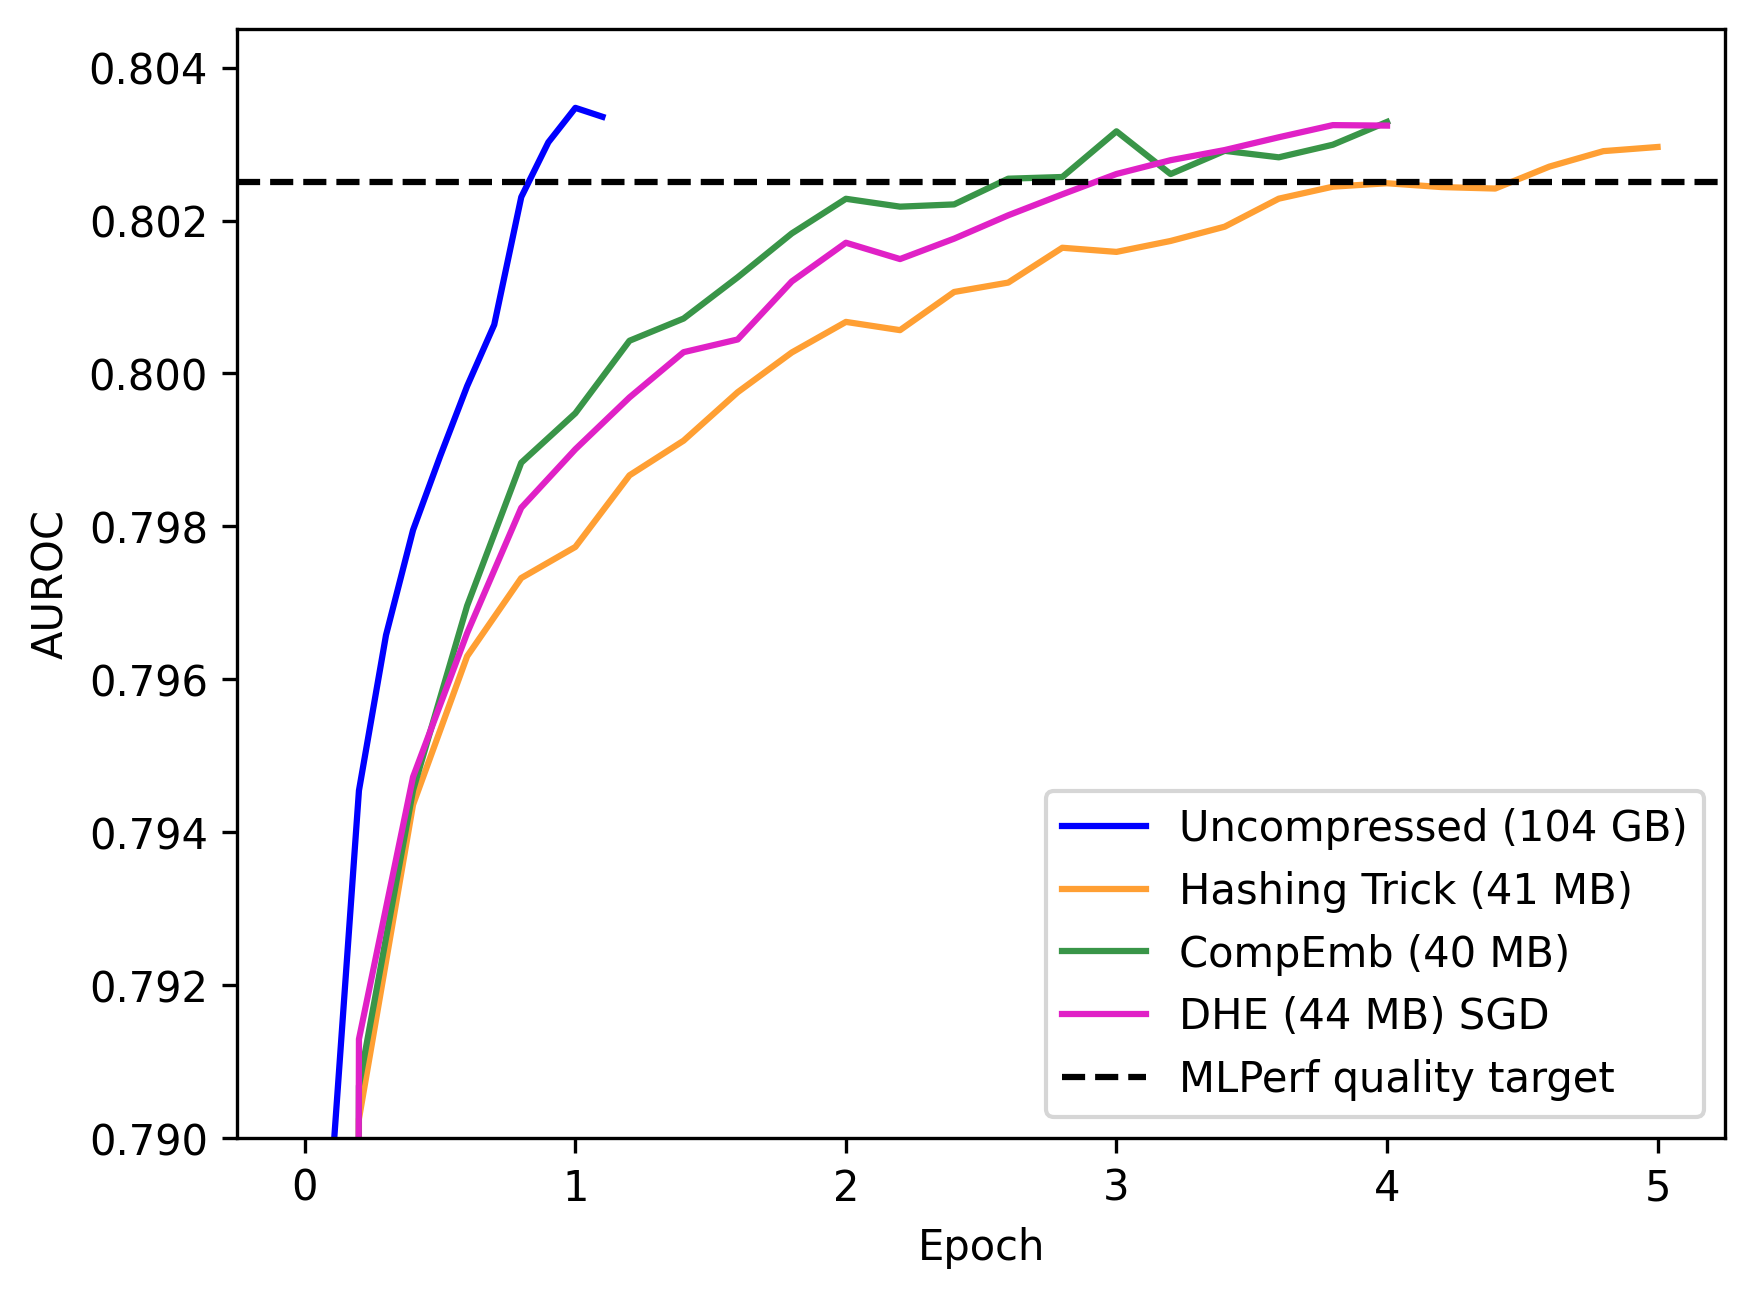 0.804
0.802
0.800
0.798
0.796
0.794
0.792
0.790
AUROC
Uncompressed (104 GB)
Hashing Trick (41 MB)
CompEmb (40 MB)
DHE (44 MB) SGD
MLPerf quality target
0 1 2 3 4 5
Epoch